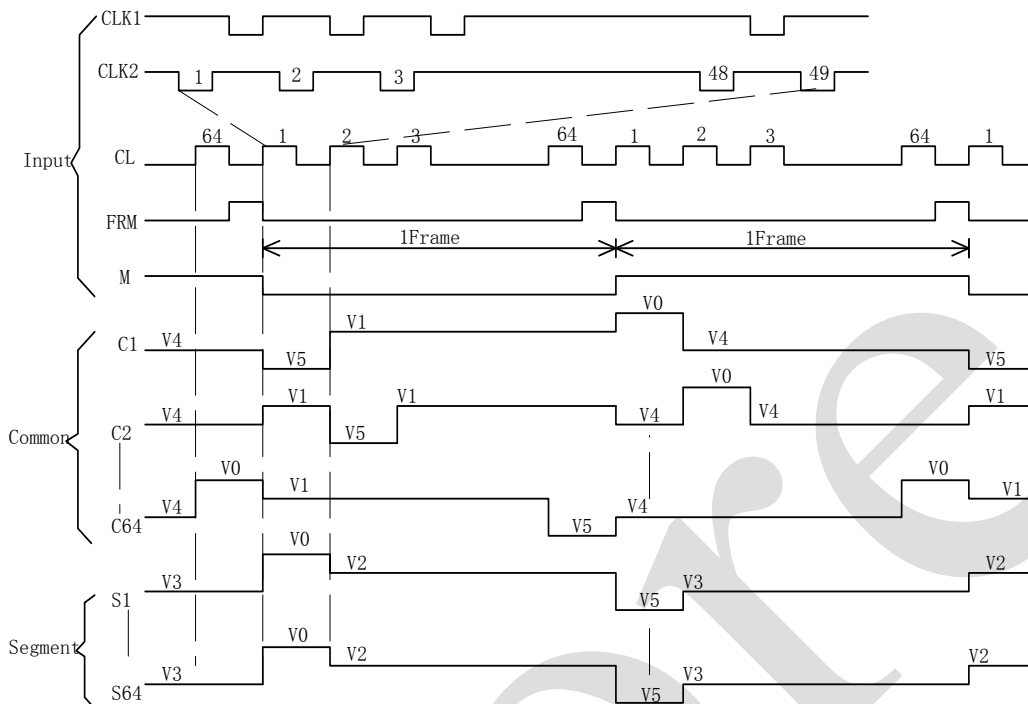 CLK1
CLK2 1 2 3 48 49
64 1 2 3 64 1 2 3 64 1
Input CL
FRM
1Frame 1Frame
M
V0
V4 V1 V4
C1 V5 V5
V0
V4 V1 V1 V4 V4 V1
C2 V5
Common
V0 V0
V4 V1 V4 V1
C64 V5
V0
V3 V2 V3 V2
S1 V5
Segment
V0
V3 V2 V3 V2
S64 V5